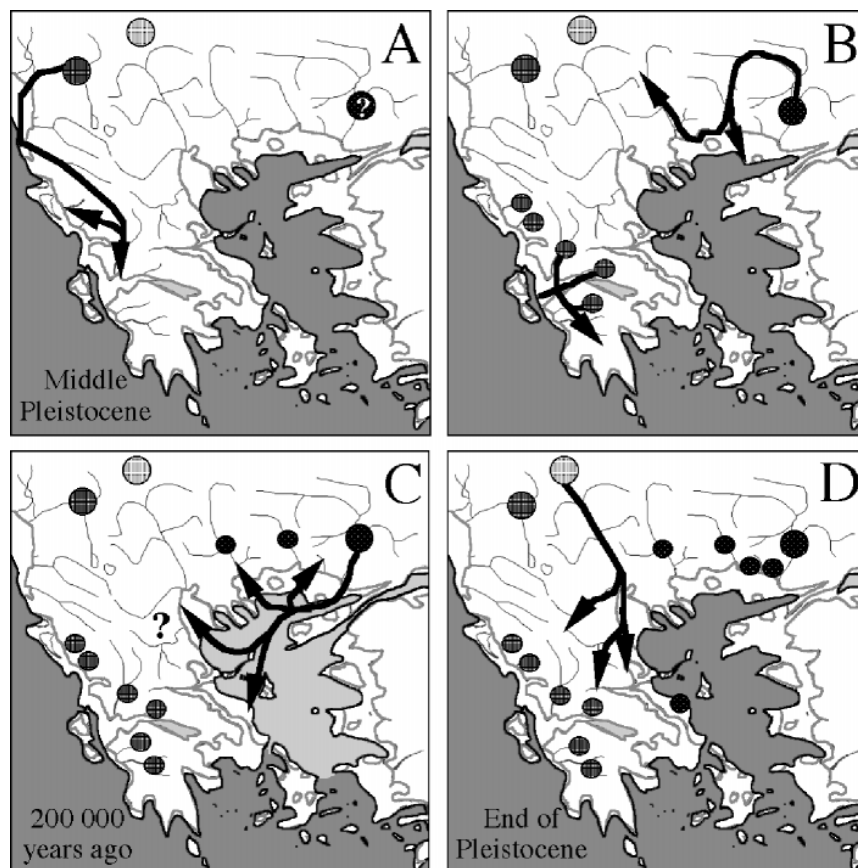 A
?
Middle
Pleistocene
B
C
?
200 000
years ago
D
End of
Pleistocene